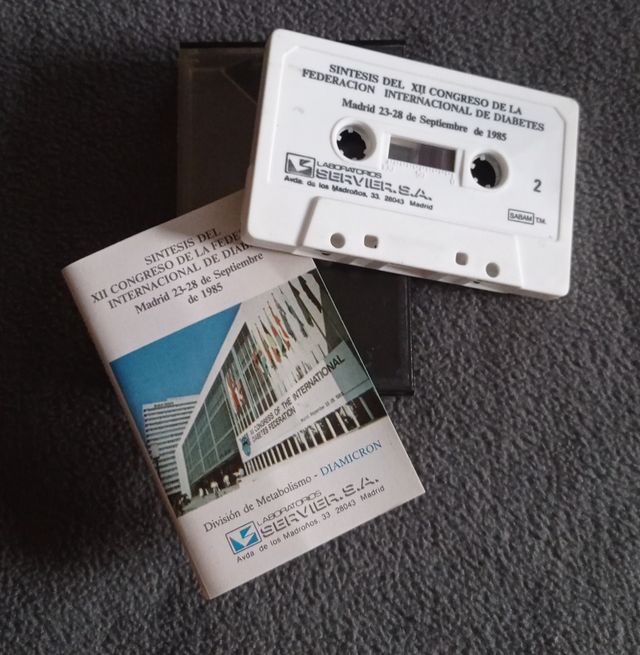 SINTESIS DEL XII CONGRESO DE LA
FEDERACION INTERNACIONAL DE DIABETES
Madrid 23-28 de Septiembre de 1985
LABORATORIOS
SERVIER.S.A.
Avda. de los Madroños, 33. 28043 Madrid
2
SABAM T.M.
SINTESIS DEL
XII CONGRESO DE LA FEDE
INTERNACIONAL DE DIAB
Madrid 23-28 de Septiembre
de 1985
CONGRESS OF THE INTERNATIONAL
DIABETES FEDERATION
División de Metabolismo - DIAMICRON
LABORATORIOS
SERVIER.S.A.
Avda de los Madroños, 33 28043 Madrid